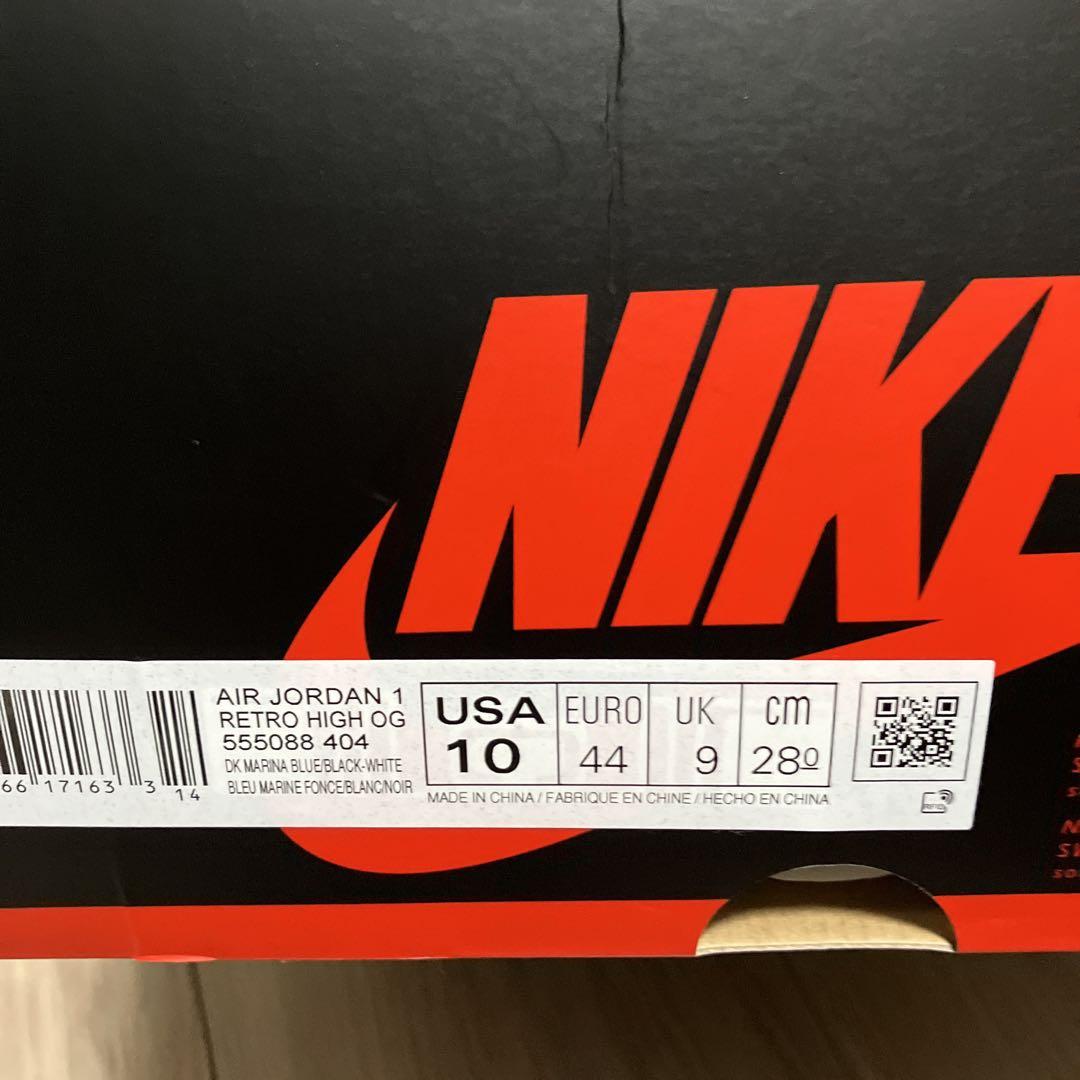 NIKE
AIR JORDAN 1
RETRO HIGH OG
555088 404
DK MARINA BLUE/BLACK-WHITE
BLEU MARINE FONCE/BLANC/NOIR
66 17163 3 14
USA EURO UK cm
10 44 9 280
MADE IN CHINA / FABRIQUE EN CHINE / HECHO EN CHINA
RFID